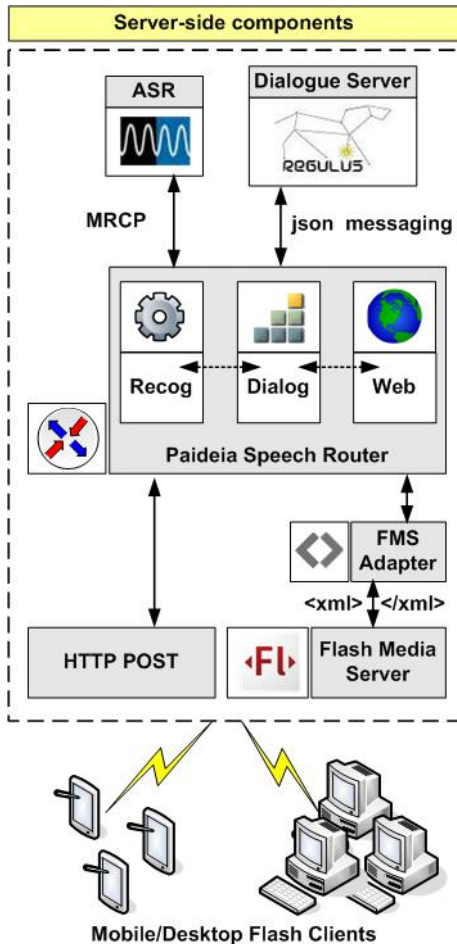 Server-side components
ASR
Dialogue Server
REGULUS
MRCP
json messaging
Recog
Dialog
Web
Paideia Speech Router
FMS
Adapter
<xml>
</xml>
HTTP POST
Fl
Flash Media
Server
Mobile/Desktop Flash Clients